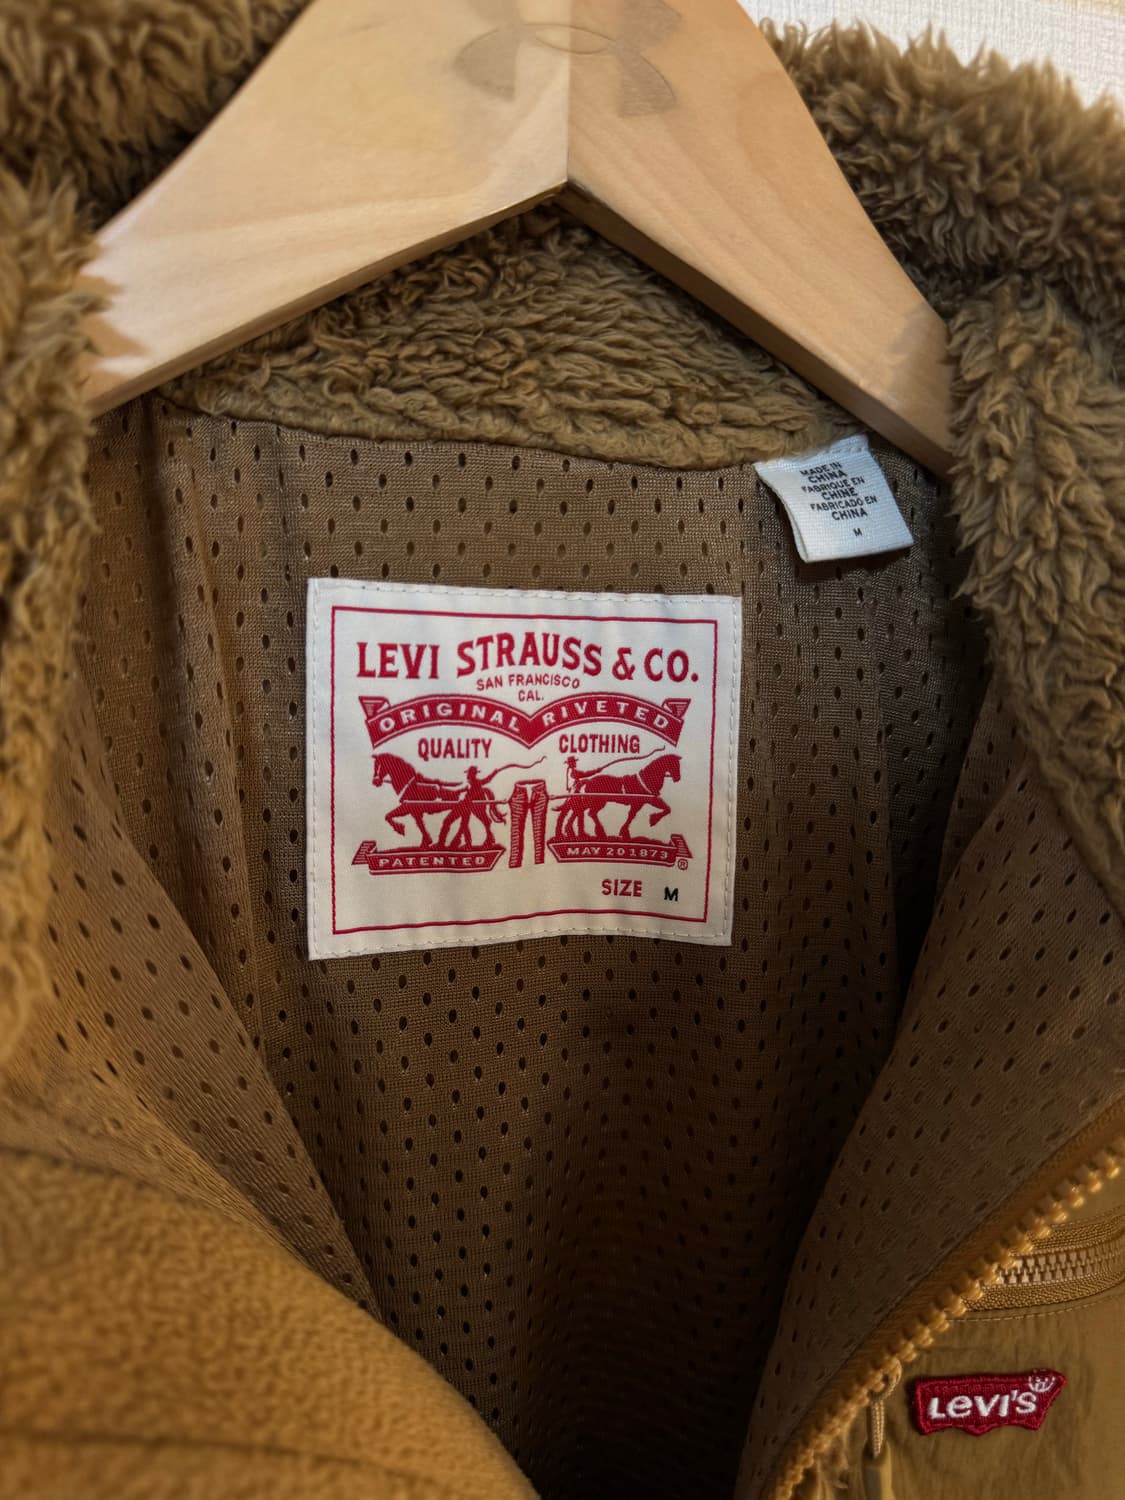 MADE IN
CHINA
FABRIQUE EN
CHINE
FABRICADO EN
CHINA
M
LEVI STRAUSS & CO.
SAN FRANCISCO
CAL.
ORIGINAL RIVETED
QUALITY CLOTHING
PATENTED MAY 20 1873 ®
SIZE M
LEVI'S ®